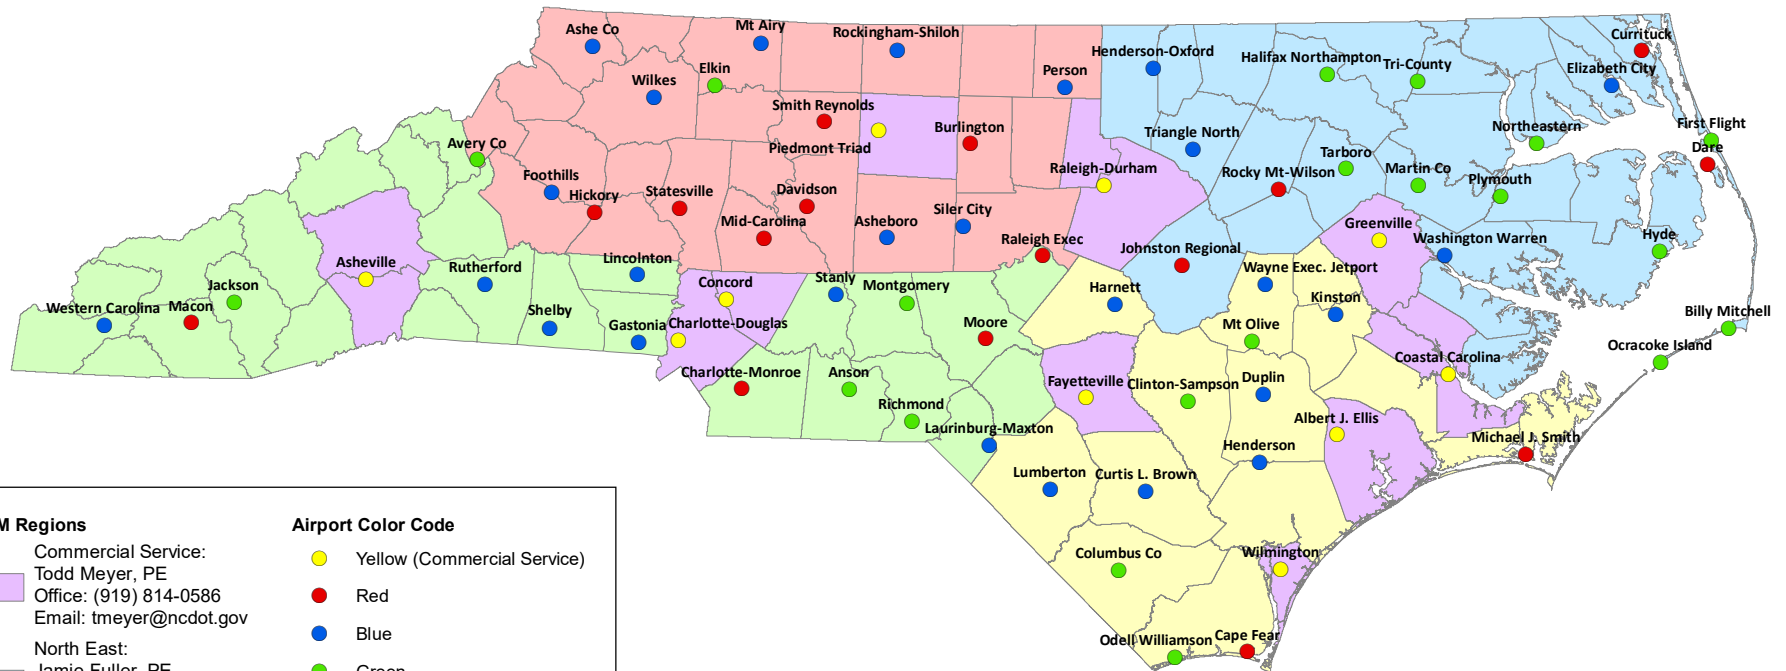 Ashe Co
Mt Airy
Rockingham-Shiloh
Currituck
Henderson-Oxford
Halifax Northampton
Tri-County
Elkin
Person
Elizabeth City
Wilkes
Smith Reynolds
Burlington
Northeastern
First Flight
Triangle North
Avery Co
Piedmont Triad
Dare
Tarboro
Raleigh-Durham
Rocky Mt-Wilson
Martin Co
Foothills
Plymouth
Hickory
Statesville
Davidson
Siler City
Mid-Carolina
Asheboro
Greenville
Raleigh Exec
Washington Warren
Hyde
Johnston Regional
Asheville
Rutherford
Lincolnton
Wayne Exec. Jetport
Jackson
Concord
Stanly
Montgomery
Harnett
Kinston
Western Carolina
Macon
Shelby
Billy Mitchell
Gastonia
Charlotte-Douglas
Moore
Mt Olive
Ocracoke Island
Coastal Carolina
Charlotte-Monroe
Anson
Fayetteville
Clinton-Sampson
Duplin
Richmond
Albert J. Ellis
Laurinburg-Maxton
Michael J. Smith
Henderson
Lumberton
Curtis L. Brown
Columbus Co
Wilmington
Odell Williamson
Cape Fear
M Regions
Commercial Service:
Todd Meyer, PE
Office: (919) 814-0586
Email: tmeyer@ncdot.gov
North East:
Jamie Fuller, PE
Airport Color Code
Yellow (Commercial Service)
Red
Blue
Green